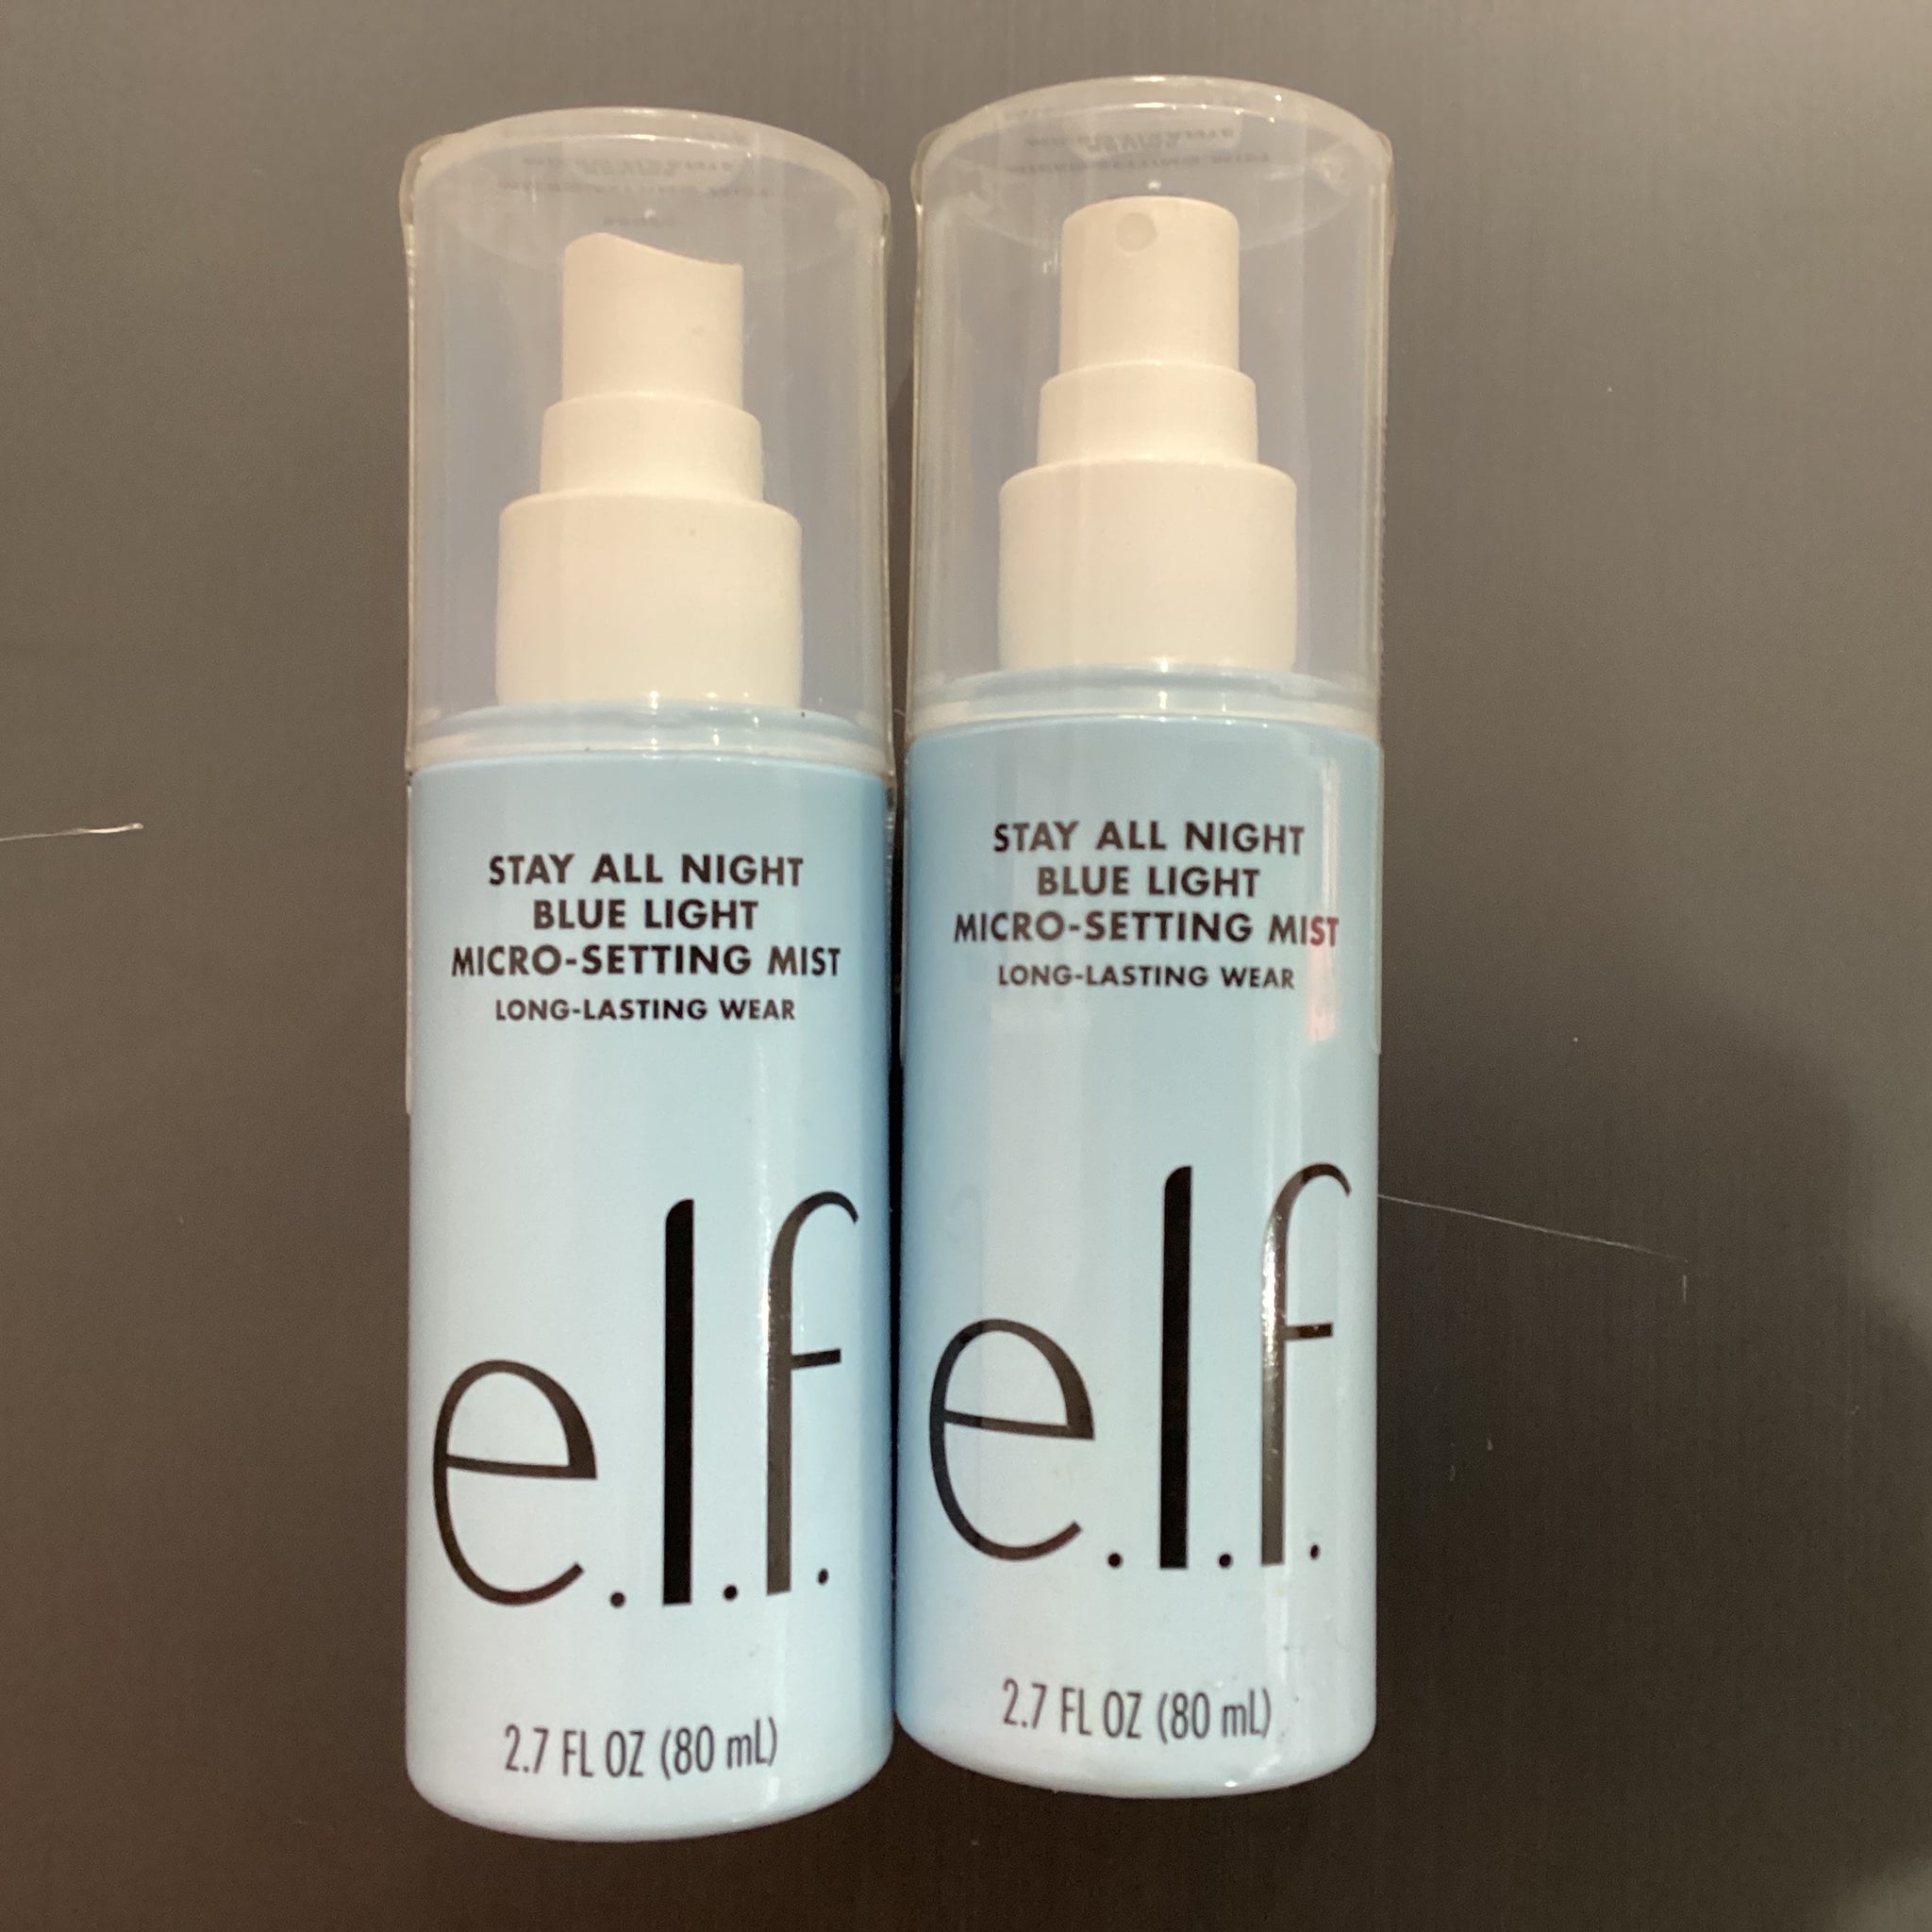 STAY ALL NIGHT
BLUE LIGHT
MICRO-SETTING MIST
LONG-LASTING WEAR
e.l.f.
2.7 FL OZ (80 mL)
STAY ALL NIGHT
BLUE LIGHT
MICRO-SETTING MIST
LONG-LASTING WEAR
e.l.f.
2.7 FL OZ (80 mL)